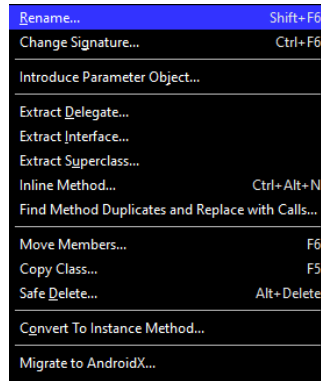 Rename... Shift+F6
Change Signature... Ctrl+F6
Introduce Parameter Object...
Extract Delegate...
Extract Interface...
Extract Superclass...
Inline Method... Ctrl+Alt+N
Find Method Duplicates and Replace with Calls...
Move Members... F6
Copy Class... F5
Safe Delete... Alt+Delete
Convert To Instance Method...
Migrate to AndroidX...